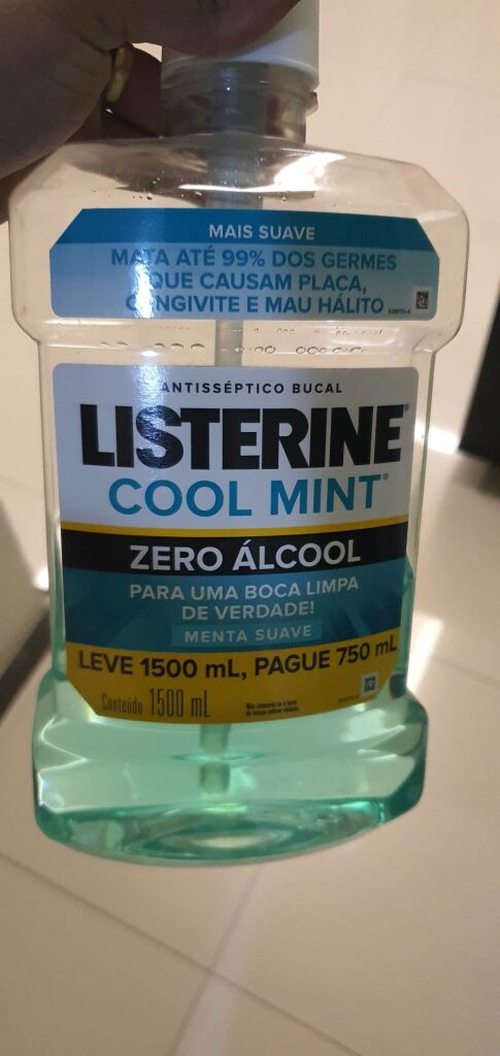 MAIS SUAVE
MATA ATÉ 99% DOS GERMES
QUE CAUSAM PLACA,
GENGIVITE E MAU HÁLITO
ANTISSÉPTICO BUCAL
LISTERINE®
COOL MINT®
ZERO ÁLCOOL
PARA UMA BOCA LIMPA
DE VERDADE!
MENTA SUAVE
LEVE 1500 mL, PAGUE 750 mL
Conteúdo 1500 mL